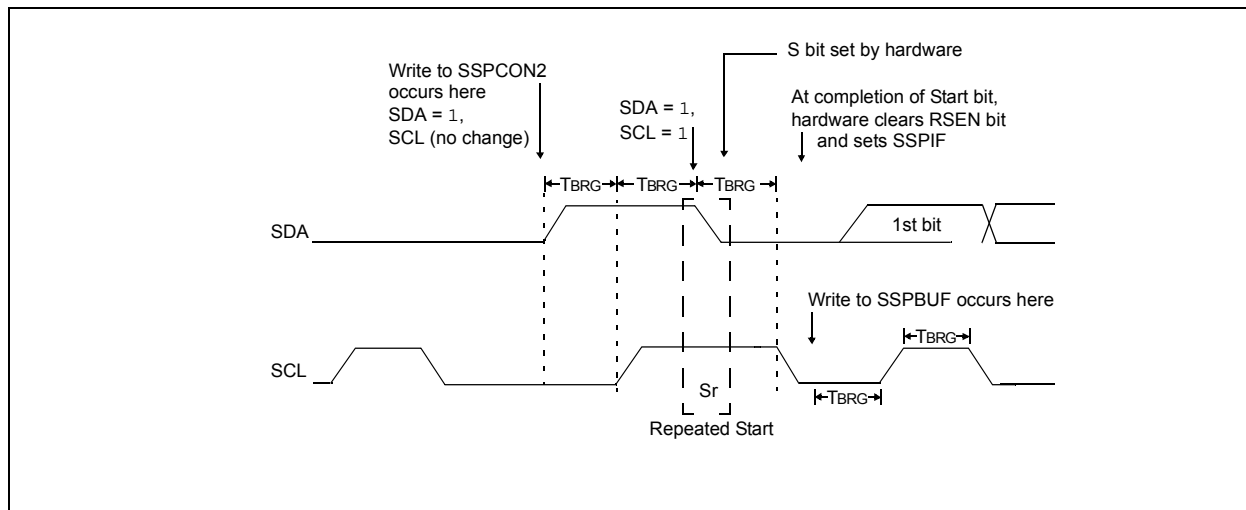 S bit set by hardware
Write to SSPCON2
occurs here
SDA = 1,
SCL (no change)
SDA = 1,
SCL = 1
At completion of Start bit,
hardware clears RSEN bit
and sets SSPIF
TBRG
TBRG
TBRG
SDA
1st bit
Write to SSPBUF occurs here
TBRG
SCL
Sr
TBRG
Repeated Start